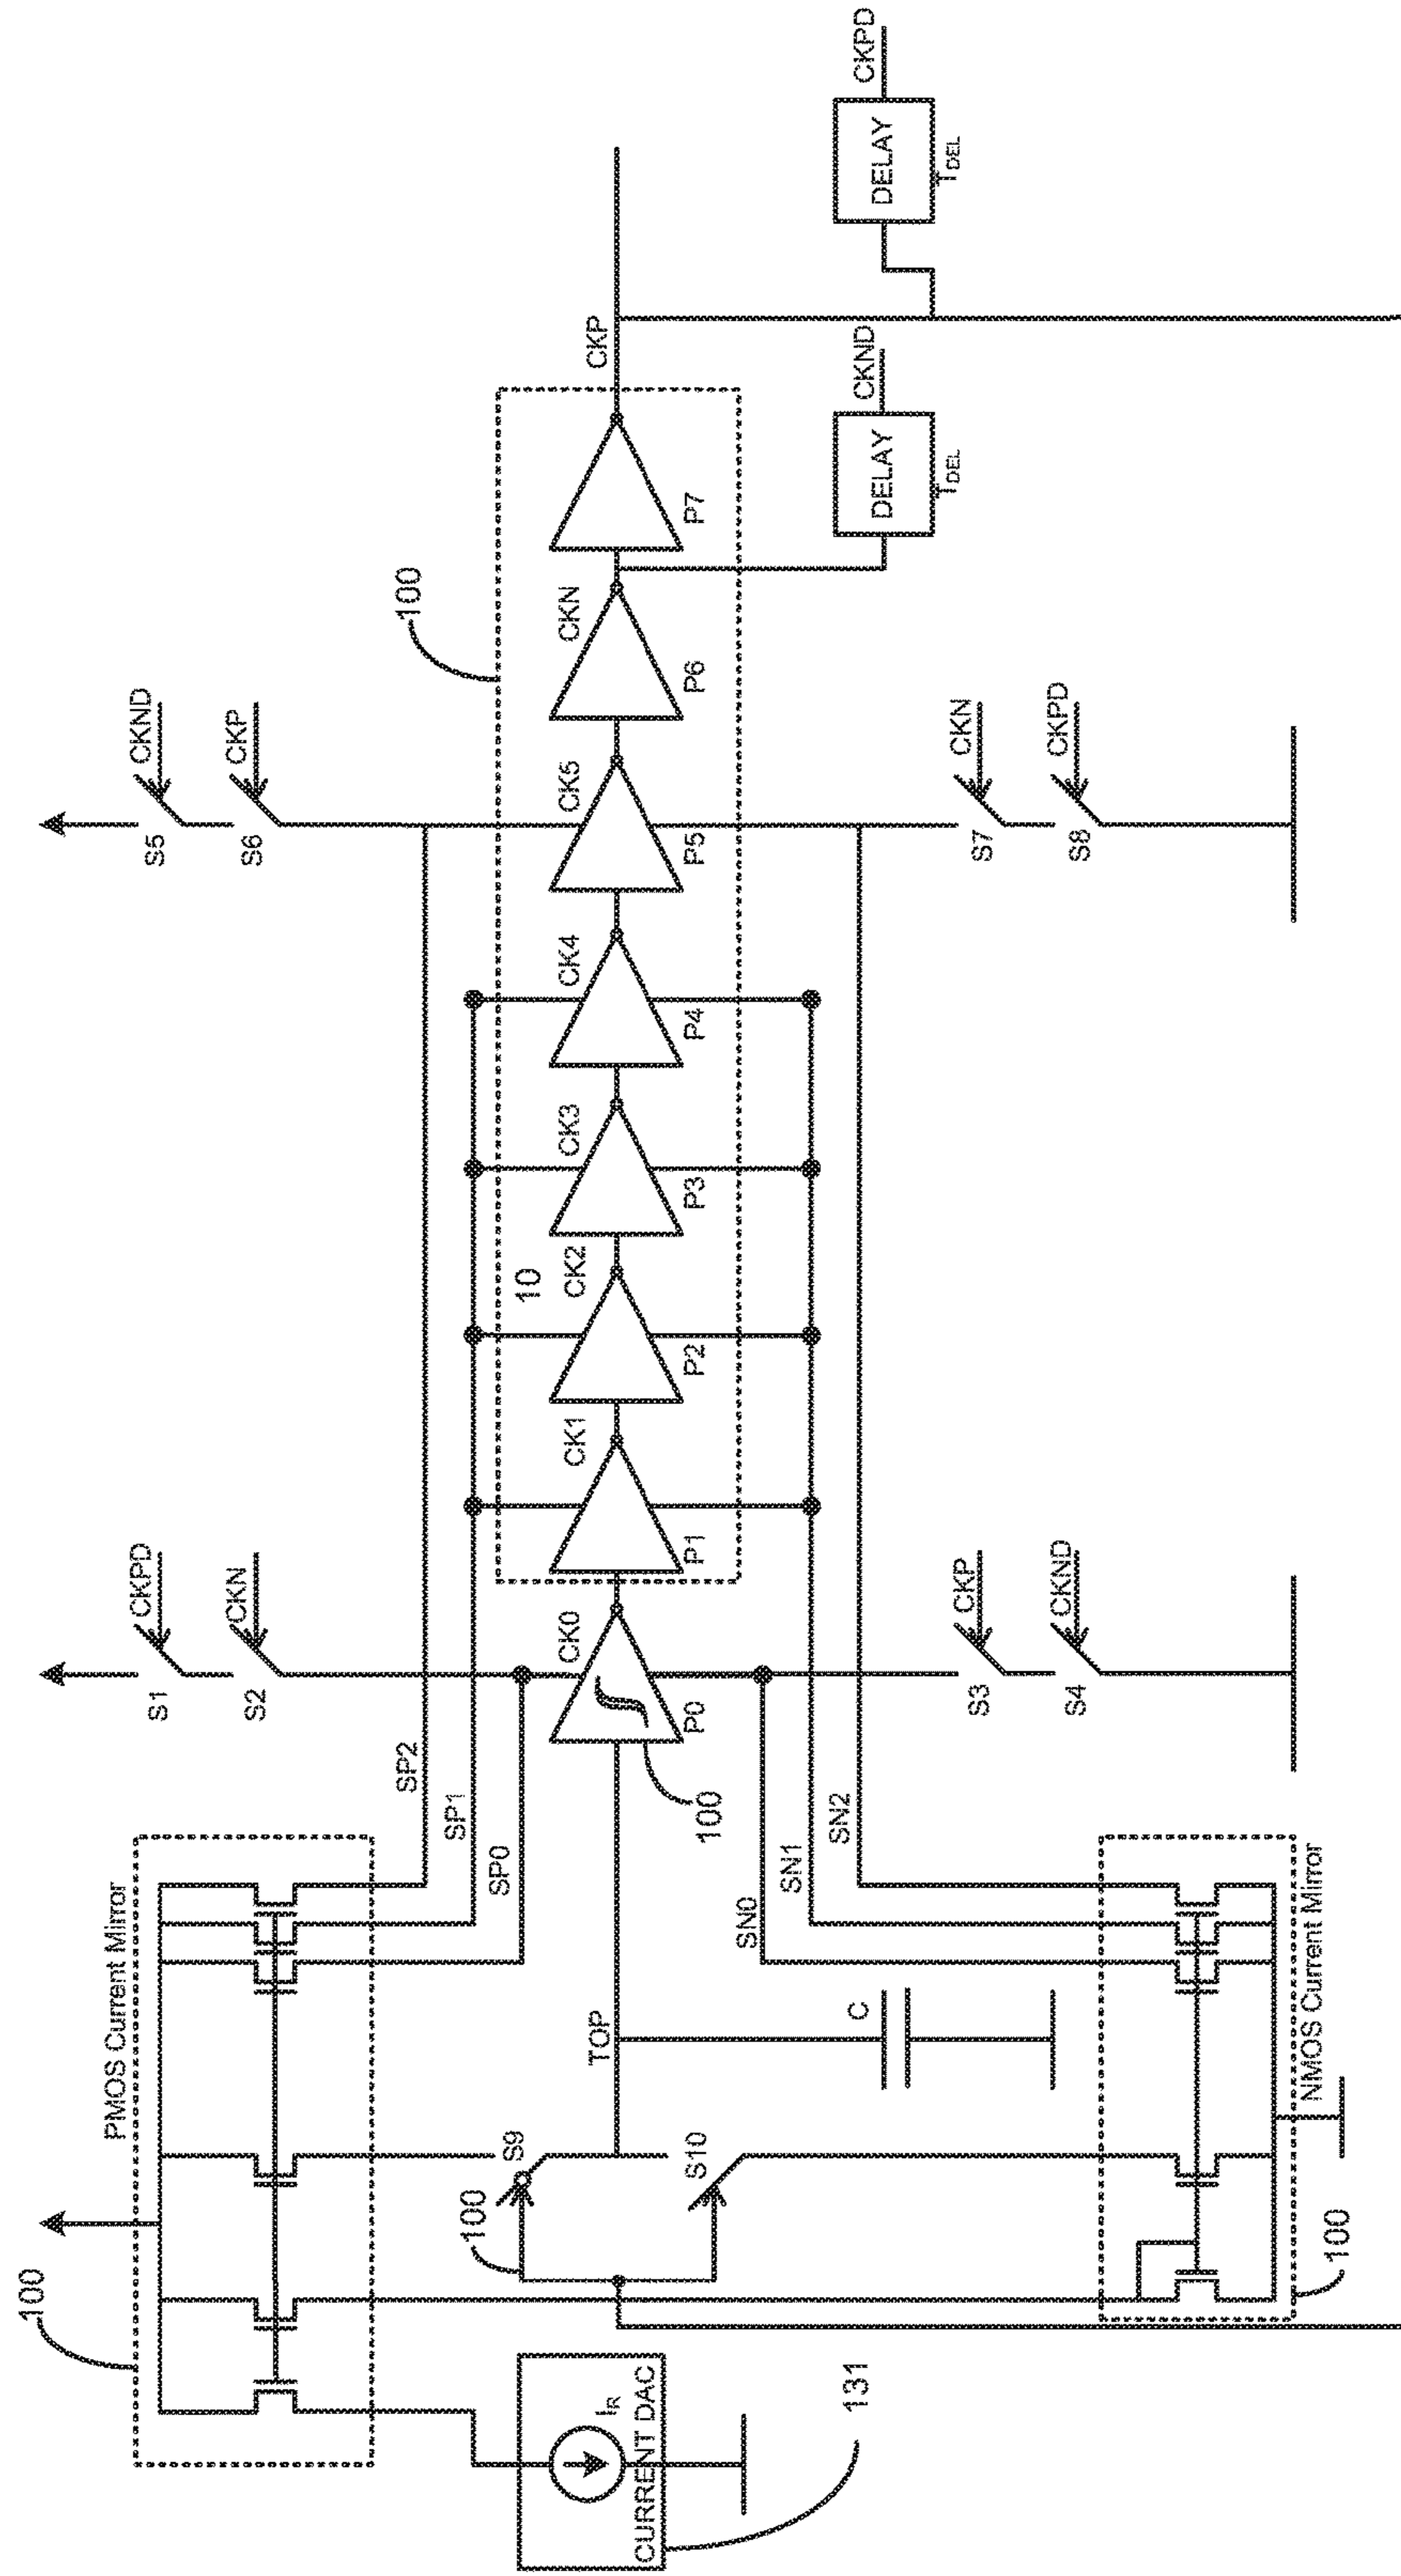 100
PMOS Current Mirror
SP2
SP1
SP0
S1
CKPD
S2
CKN
S5
CKND
S6
CKP
131
CURRENT DAC
IR
100
S9
S10
TOP
C
100
P0
CK0
P1
CK1
10
P2
CK2
P3
CK3
P4
CK4
P5
CK5
P6
CKN
P7
CKP
100
DELAY
TDEL
CKND
DELAY
TDEL
CKPD
SN0
SN1
SN2
S3
CKP
S4
CKND
S7
CKN
S8
CKPD
NMOS Current Mirror
100